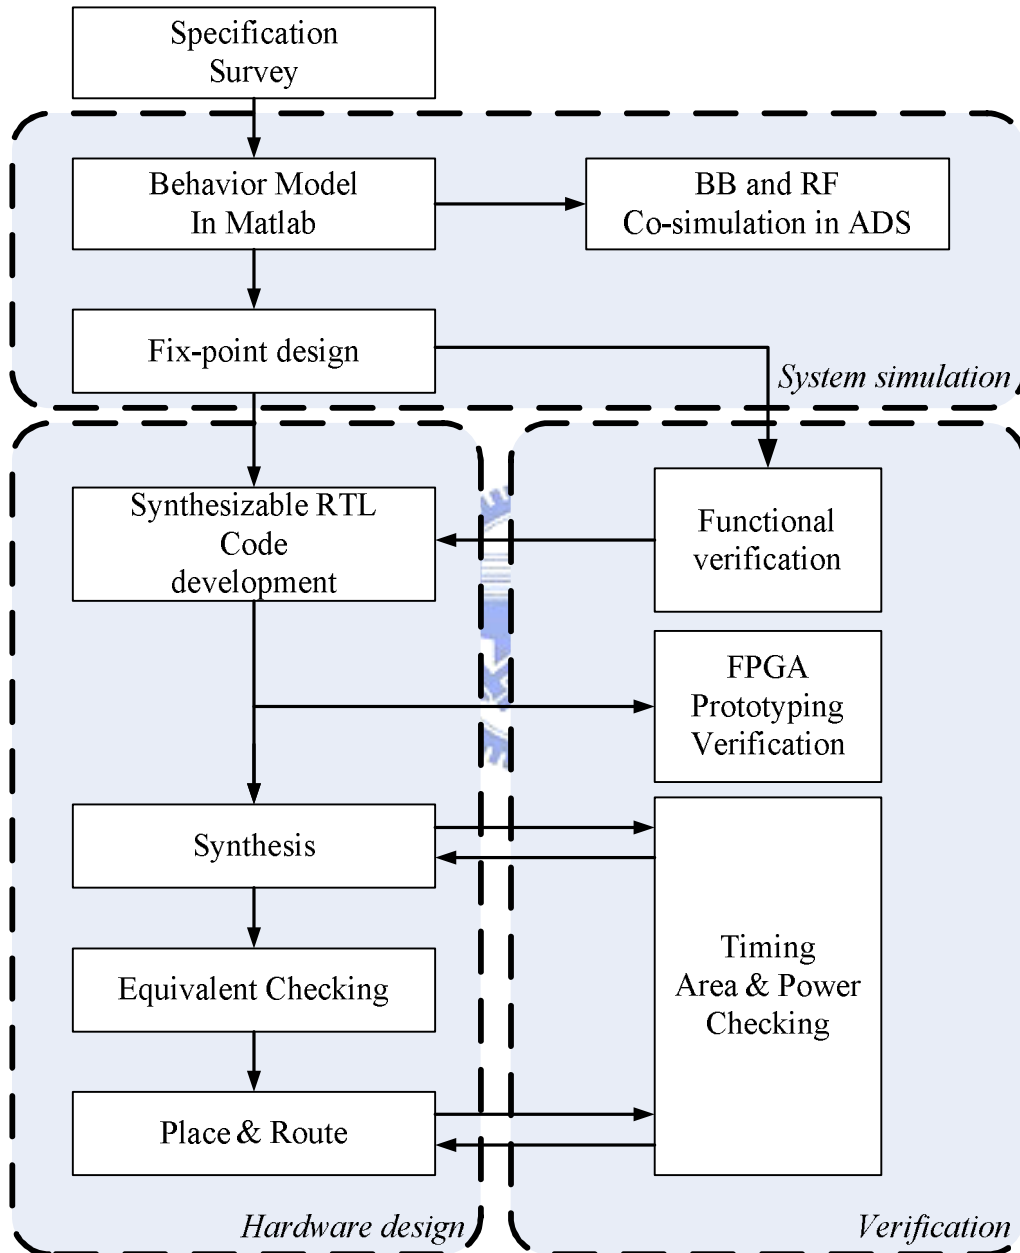 Specification
Survey
Behavior Model
In Matlab
BB and RF
Co-simulation in ADS
Fix-point design
System simulation
Synthesizable RTL
Code
development
Functional
verification
FPGA
Prototyping
Verification
Synthesis
Timing
Area & Power
Checking
Equivalent Checking
Place & Route
Hardware design
Verification